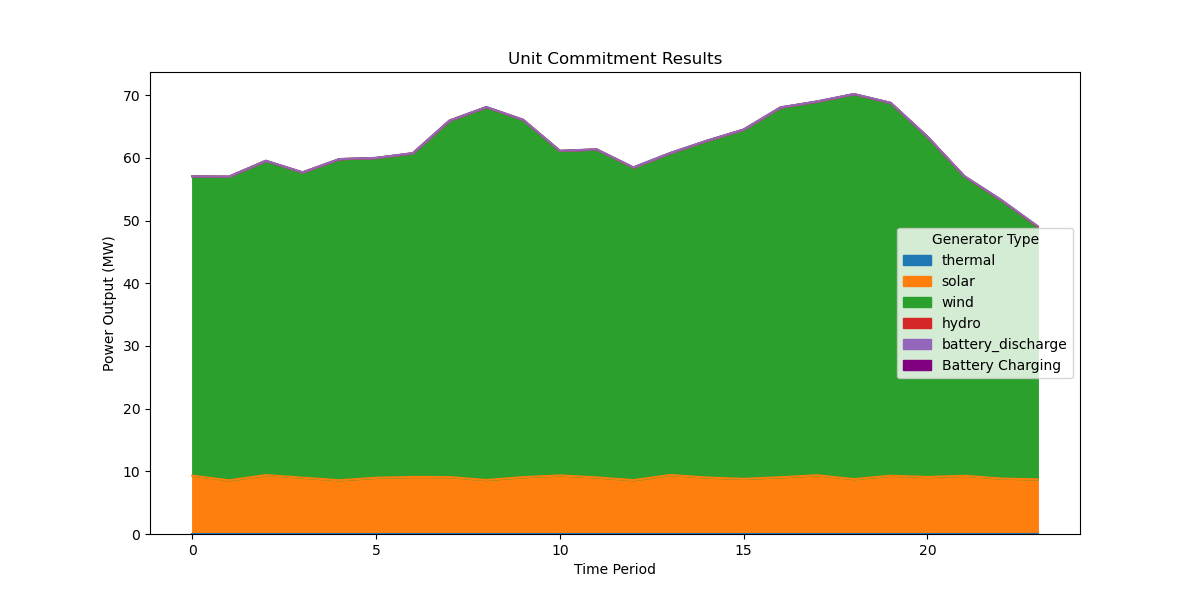 Unit Commitment Results
Power Output (MW)
70
60
50
40
30
20
10
0
Generator Type
thermal
solar
wind
hydro
battery_discharge
Battery Charging
0 5 10 15 20
Time Period